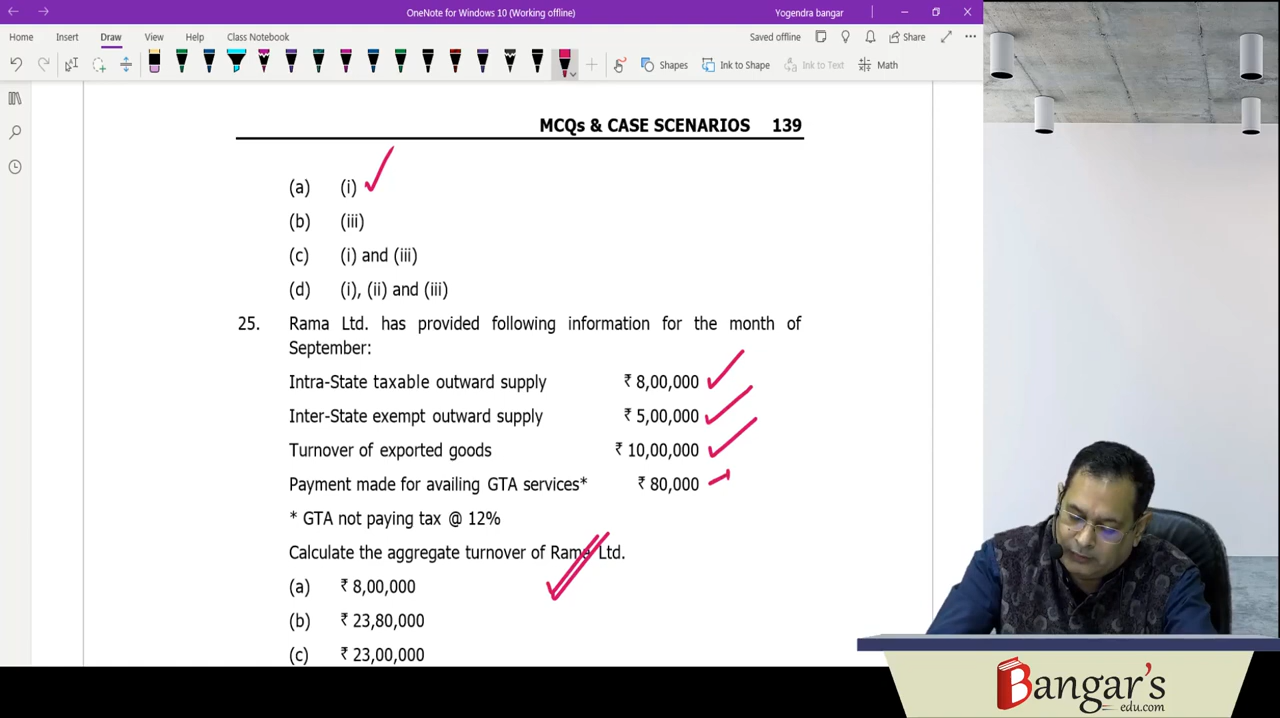 OneNote for Windows 10 (Working offline)
Yogendra bangar
Home Insert Draw View Help Class Notebook
Saved offline
Share
Shapes
Ink to Shape
Ink to Text
Math
MCQs & CASE SCENARIOS 139
(a) (i)
(b) (iii)
(c) (i) and (iii)
(d) (i), (ii) and (iii)
25. Rama Ltd. has provided following information for the month of
September:
Intra-State taxable outward supply ₹ 8,00,000
Inter-State exempt outward supply ₹ 5,00,000
Turnover of exported goods ₹ 10,00,000
Payment made for availing GTA services* ₹ 80,000
* GTA not paying tax @ 12%
Calculate the aggregate turnover of Rama Ltd.
(a) ₹ 8,00,000
(b) ₹ 23,80,000
(c) ₹ 23,00,000
Bangar's
edu.com